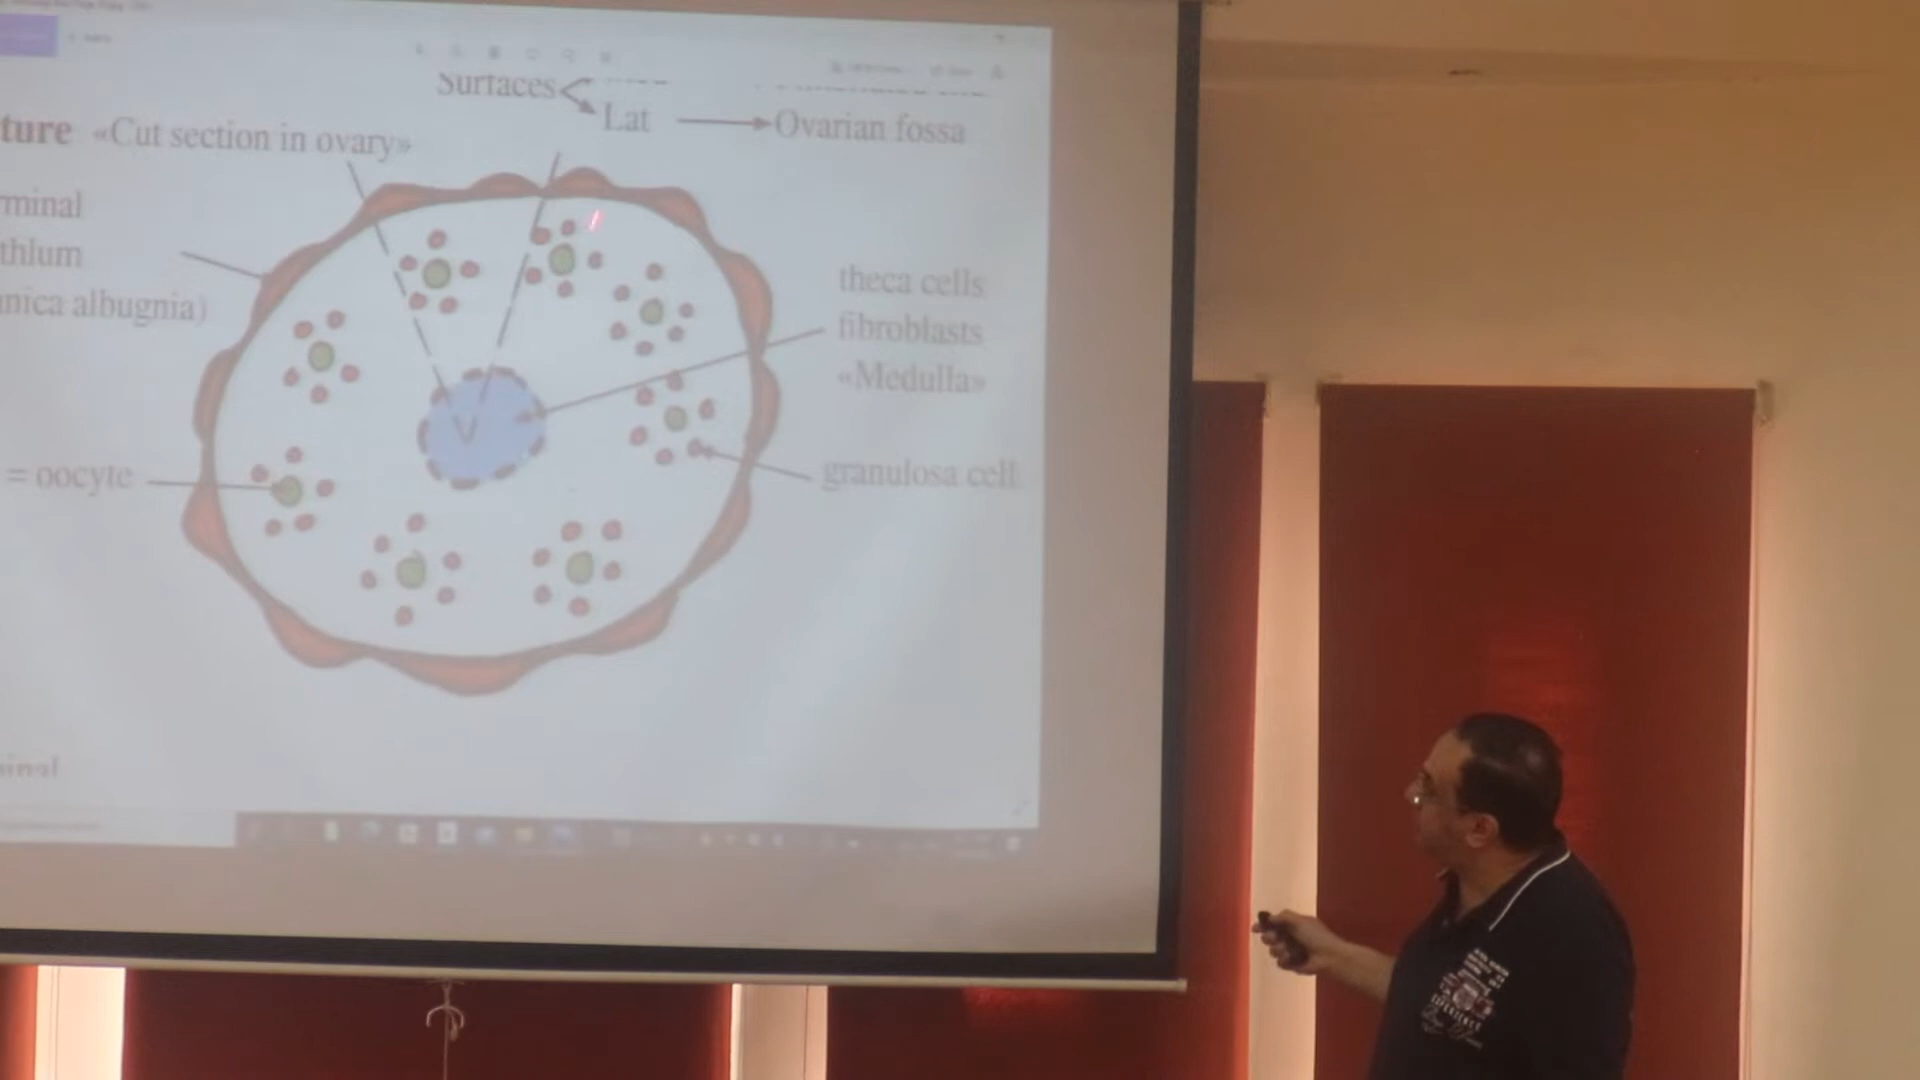 Surfaces
Lat Ovarian fossa
ture «Cut section in ovary»
rminal
thlum
nica albugnia)
theca cells
fibroblasts
«Medulla»
= oocyte
granulosa cell